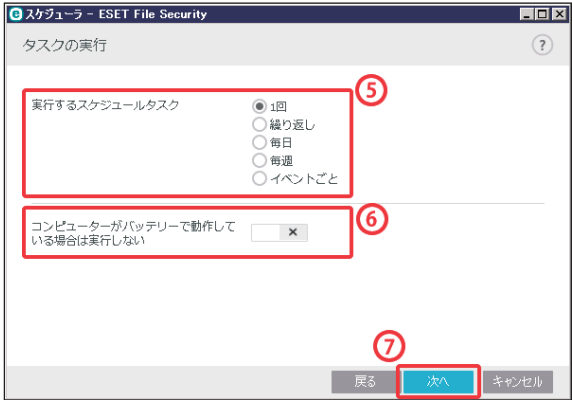 スケジューラ - ESET File Security
タスクの実行
?
⑤
実行するスケジュールタスク
1回
繰り返し
毎日
毎週
イベントごと
⑥
コンピューターがバッテリーで動作して
いる場合は実行しない
⑦
戻る 次へ キャンセル